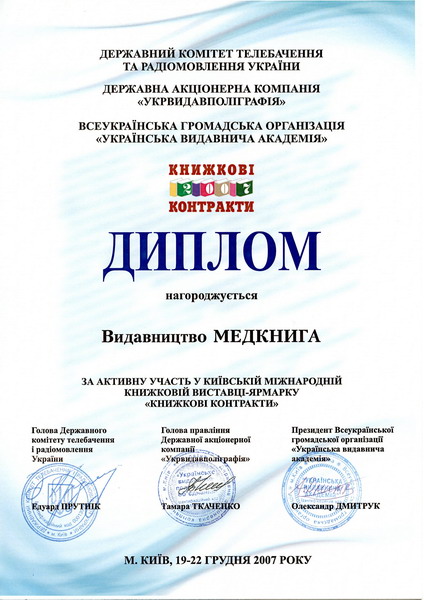 ДЕРЖАВНИЙ КОМІТЕТ ТЕЛЕБАЧЕННЯ
ТА РАДІОМОВЛЕННЯ УКРАЇНИ
ДЕРЖАВНА АКЦІОНЕРНА КОМПАНІЯ
«УКРВИДАВПОЛІГРАФІЯ»
ВСЕУКРАЇНСЬКА ГРОМАДСЬКА ОРГАНІЗАЦІЯ
«УКРАЇНСЬКА ВИДАВНИЧА АКАДЕМІЯ»
КНИЖКОВІ
2007
КОНТРАКТИ
ДИПЛОМ
нагороджується
Видавництво МЕДКНИГА
ЗА АКТИВНУ УЧАСТЬ У КИЇВСЬКІЙ МІЖНАРОДНІЙ
КНИЖКОВІЙ ВИСТАВЦІ-ЯРМАРКУ
«КНИЖКОВІ КОНТРАКТИ»
Голова Державного
комітету телебачення
і радіомовлення
України
Едуард ПРУТНІК
Голова правління
Державної акціонерної
компанії
«Укрвидавполіграфія»
Тамара ТКАЧЕНКО
Президент Всеукраїнської
громадської організації
«Українська видавнича
академія»
Олександр ДМИТРУК
М. КИЇВ, 19-22 ГРУДНЯ 2007 РОКУ